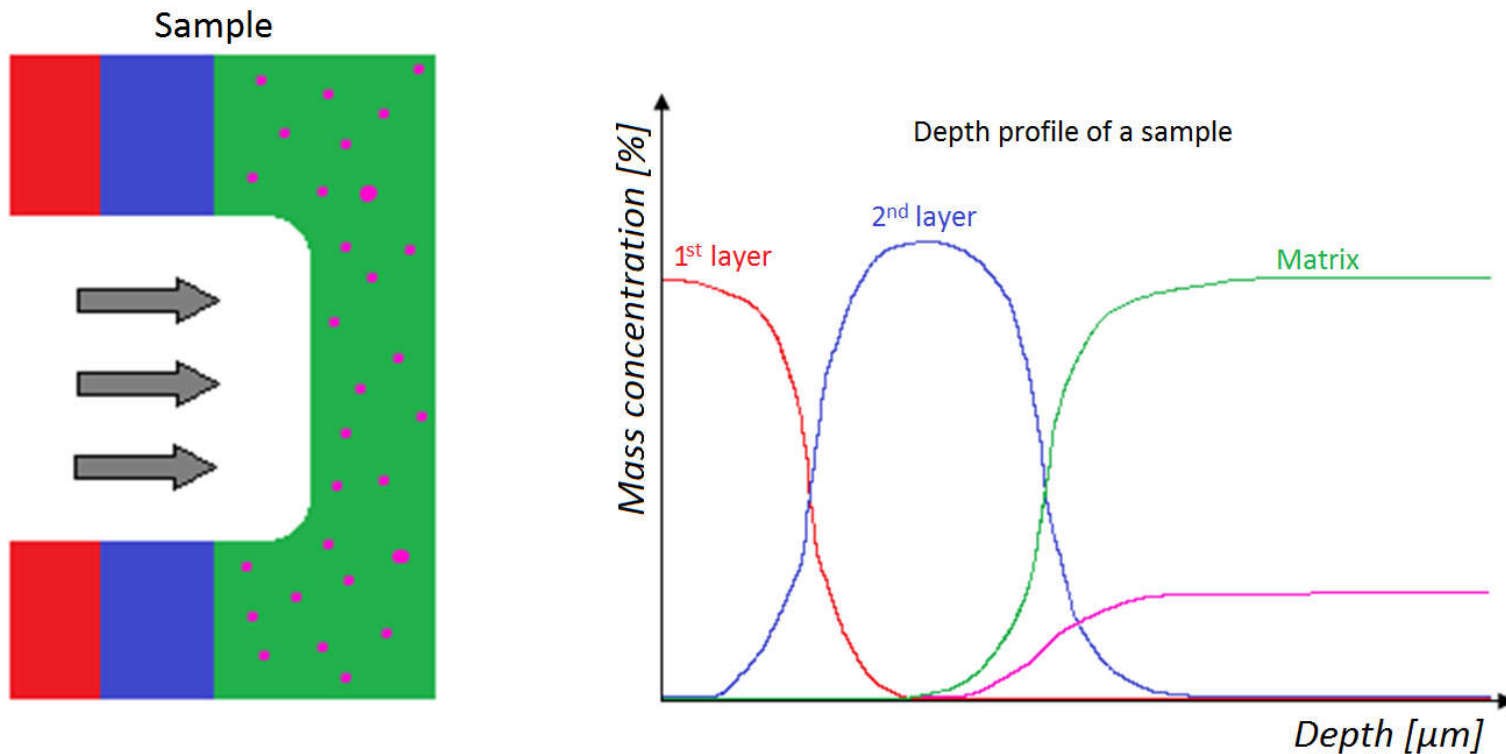 Sample
Depth profile of a sample
Mass concentration [%]
1st layer
2nd layer
Matrix
Depth [μm]